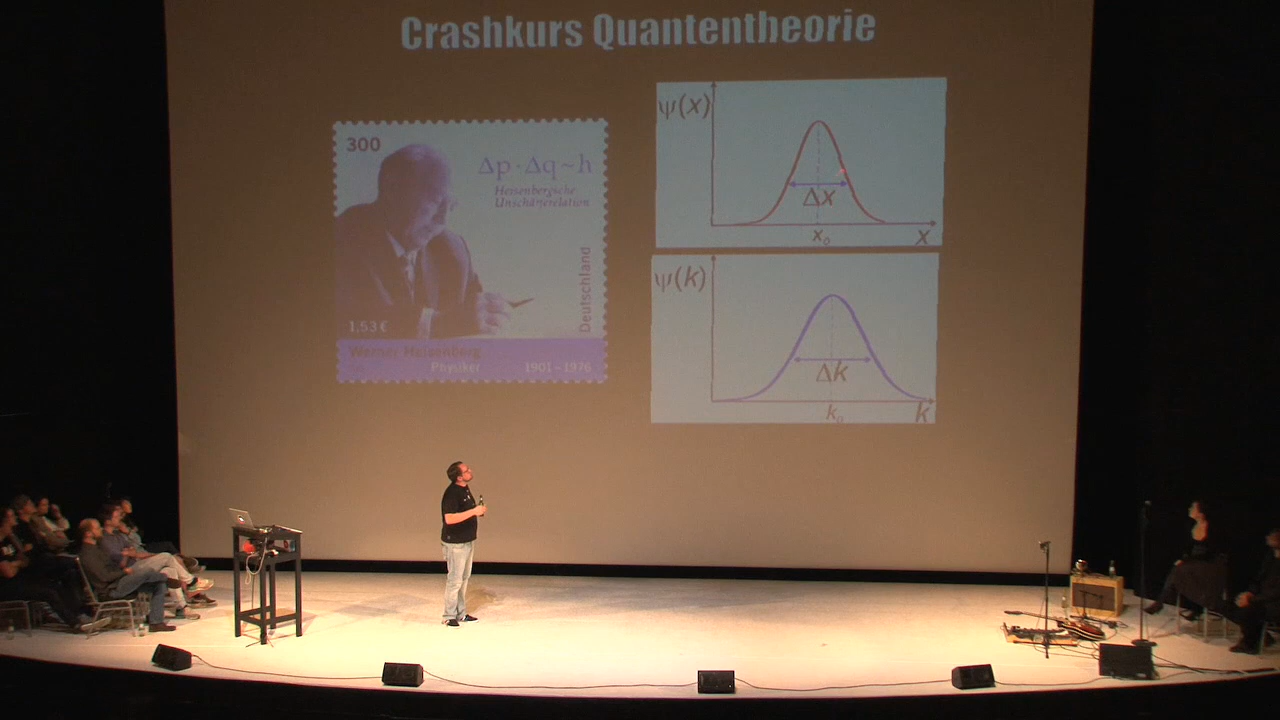 Crashkurs Quantentheorie
300
Δp·Δq~h
Heisenbergsche
Unschärferelation
Deutschland
1,53 €
Werner Heisenberg
Physiker 1901–1976
ψ(x)
Δx
x₀ x
ψ(k)
Δk
k₀ k